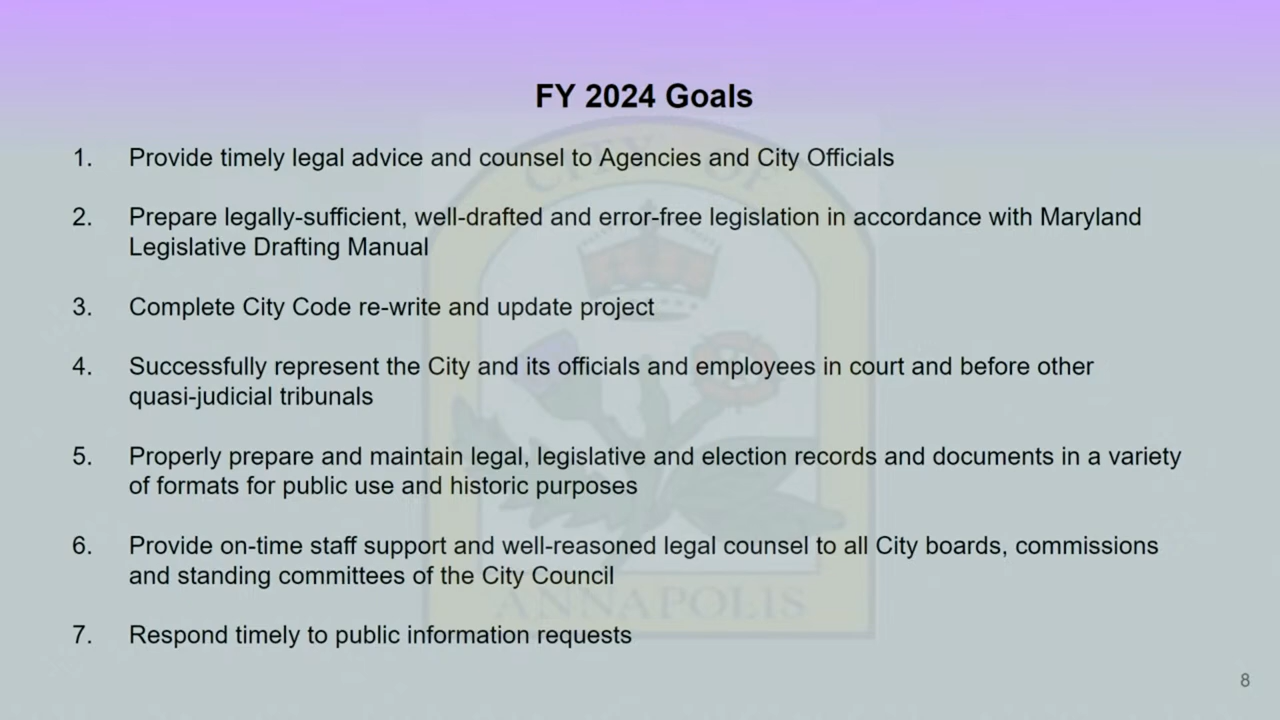 CITY OF
FY 2024 Goals
1. Provide timely legal advice and counsel to Agencies and City Officials
2. Prepare legally-sufficient, well-drafted and error-free legislation in accordance with Maryland
Legislative Drafting Manual
3. Complete City Code re-write and update project
4. Successfully represent the City and its officials and employees in court and before other
quasi-judicial tribunals
5. Properly prepare and maintain legal, legislative and election records and documents in a variety
of formats for public use and historic purposes
6. Provide on-time staff support and well-reasoned legal counsel to all City boards, commissions
and standing committees of the City Council
ANNAPOLIS
7. Respond timely to public information requests
8